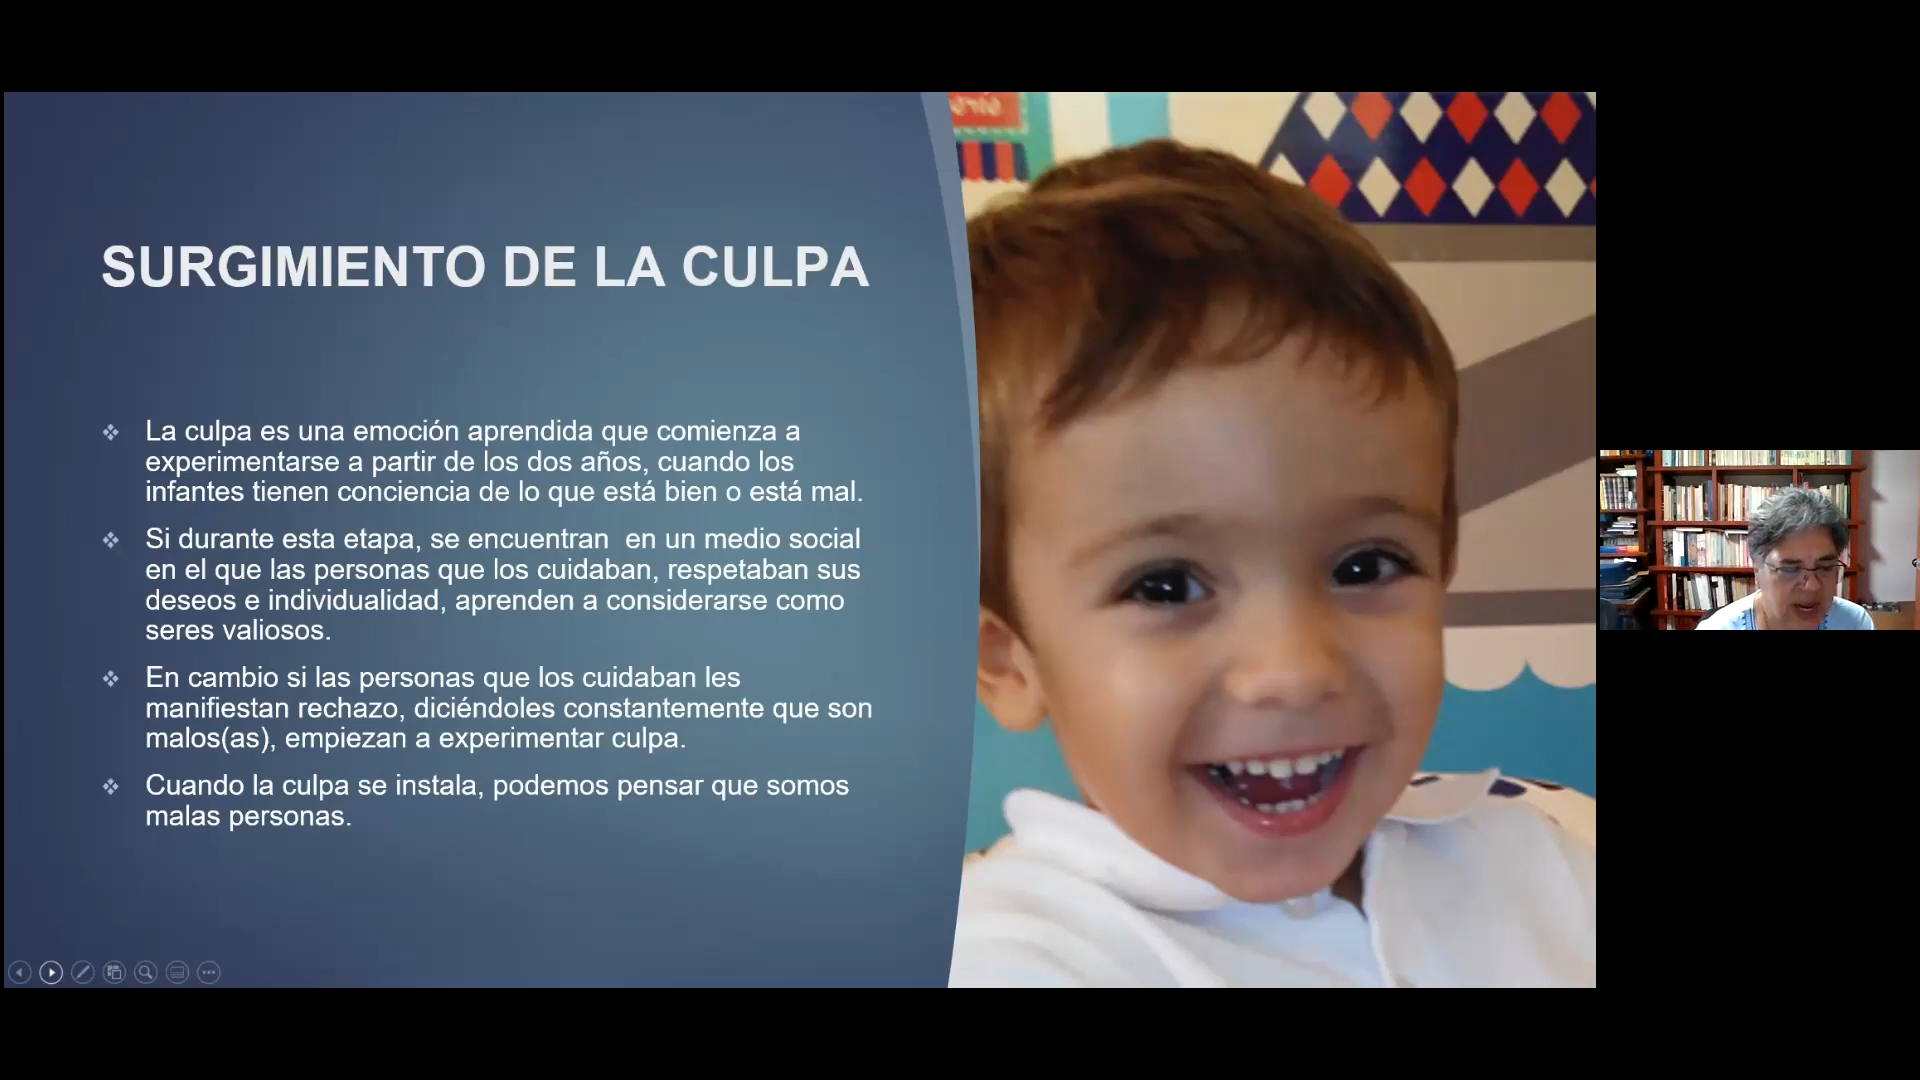 SURGIMIENTO DE LA CULPA
La culpa es una emoción aprendida que comienza a
experimentarse a partir de los dos años, cuando los
infantes tienen conciencia de lo que está bien o está mal.
Si durante esta etapa, se encuentran  en un medio social
en el que las personas que los cuidaban, respetaban sus
deseos e individualidad, aprenden a considerarse como
seres valiosos.
En cambio si las personas que los cuidaban les
manifiestan rechazo, diciéndoles constantemente que son
malos(as), empiezan a experimentar culpa.
Cuando la culpa se instala, podemos pensar que somos
malas personas.